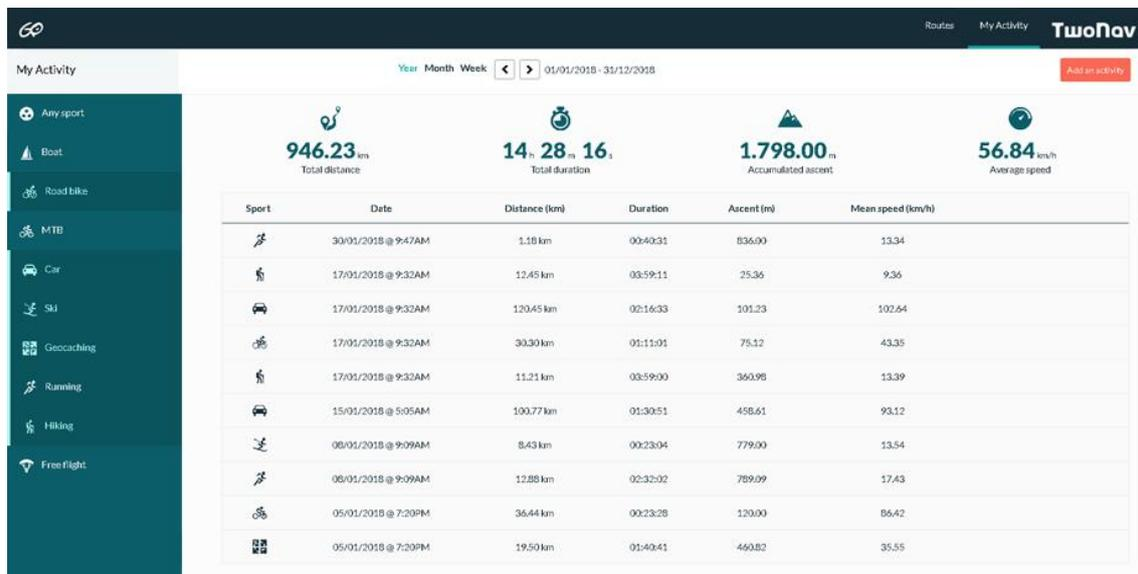 GO
Routes My Activity TwoNav
My Activity
Year Month Week 01/01/2018 - 31/12/2018
Add an activity
Any sport
Boat
Road bike
MTB
Car
Ski
Geocaching
Running
Hiking
Free flight
946.23 km 14h 28m 16s 1.798.00 m 56.84 km/h
Total distance Total duration Accumulated ascent Average speed
Sport Date Distance (km) Duration Ascent (m) Mean speed (km/h)
30/01/2018 @ 9:47AM 1.18 km 00:40:31 836.00 13.34
17/01/2018 @ 9:32AM 12.45 km 03:59:11 25.36 9.36
17/01/2018 @ 9:32AM 120.45 km 02:16:33 101.23 102.64
17/01/2018 @ 9:32AM 30.30 km 01:11:01 75.12 43.35
17/01/2018 @ 9:32AM 11.21 km 03:59:00 360.98 13.39
15/01/2018 @ 5:05AM 100.77 km 01:30:51 458.61 93.12
08/01/2018 @ 9:09AM 8.43 km 00:23:04 779.00 13.54
08/01/2018 @ 9:09AM 12.88 km 02:32:02 789.09 17.43
05/01/2018 @ 7:20PM 36.44 km 00:23:28 120.00 86.42
05/01/2018 @ 7:20PM 19.50 km 01:40:41 460.82 35.55